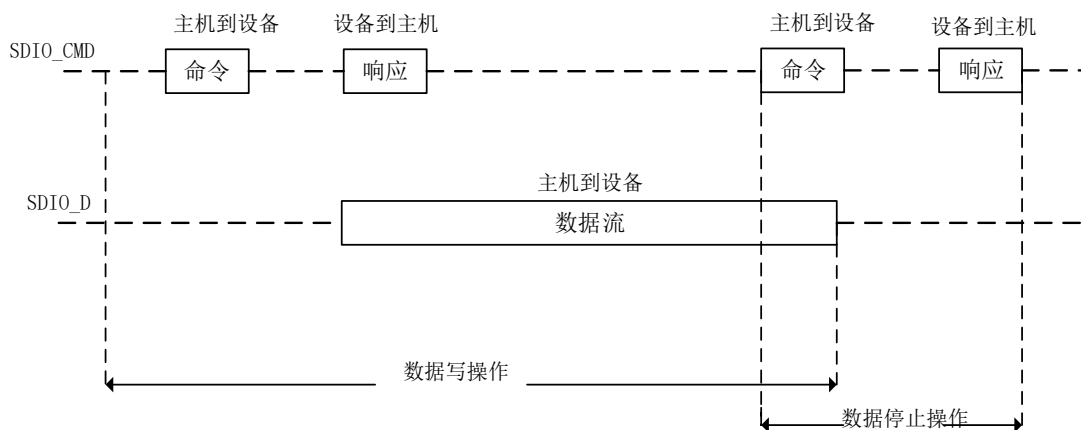 主机到设备
设备到主机
主机到设备
设备到主机
SDIO_CMD
命令
响应
命令
响应
主机到设备
SDIO_D
数据流
数据写操作
数据停止操作